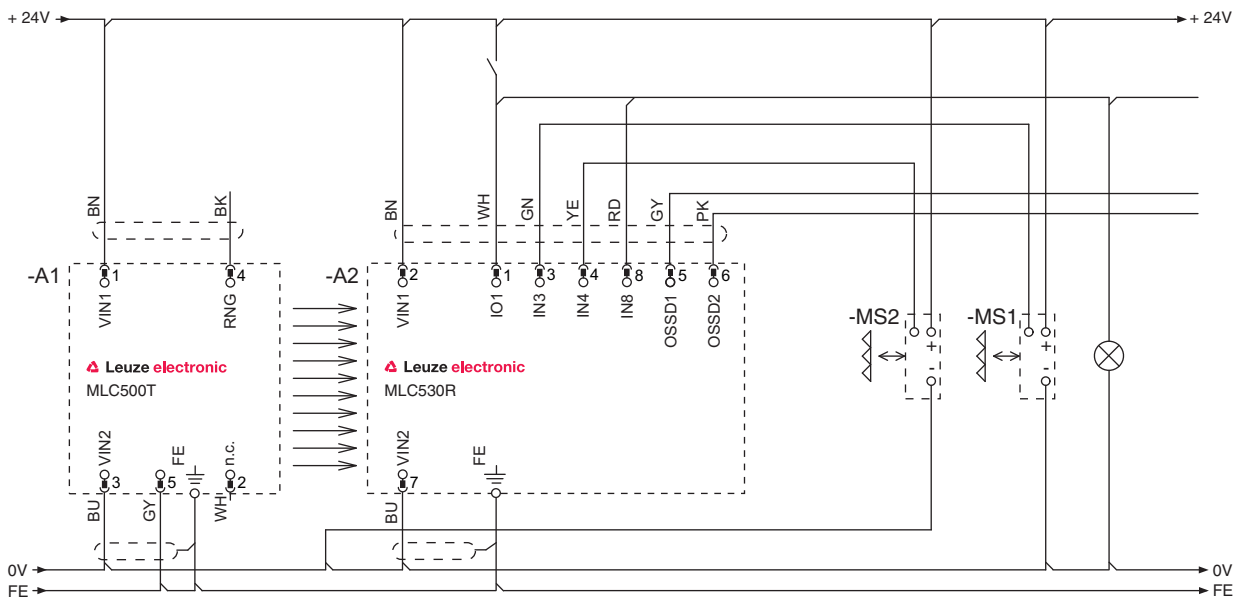 + 24V
+ 24V
BN
BK
BN
WH
GN
YE
RD
GY
PK
-A1
1
4
-A2
2
1
3
4
8
5
6
VIN1
RNG
VIN1
IO1
IN3
IN4
IN8
OSSD1
OSSD2
-MS2
-MS1
+
-
+
-
Leuze electronic
MLC500T
Leuze electronic
MLC530R
VIN2
FE
n.c.
VIN2
FE
3
5
2
7
BU
GY
WH
BU
0V
0V
FE
FE